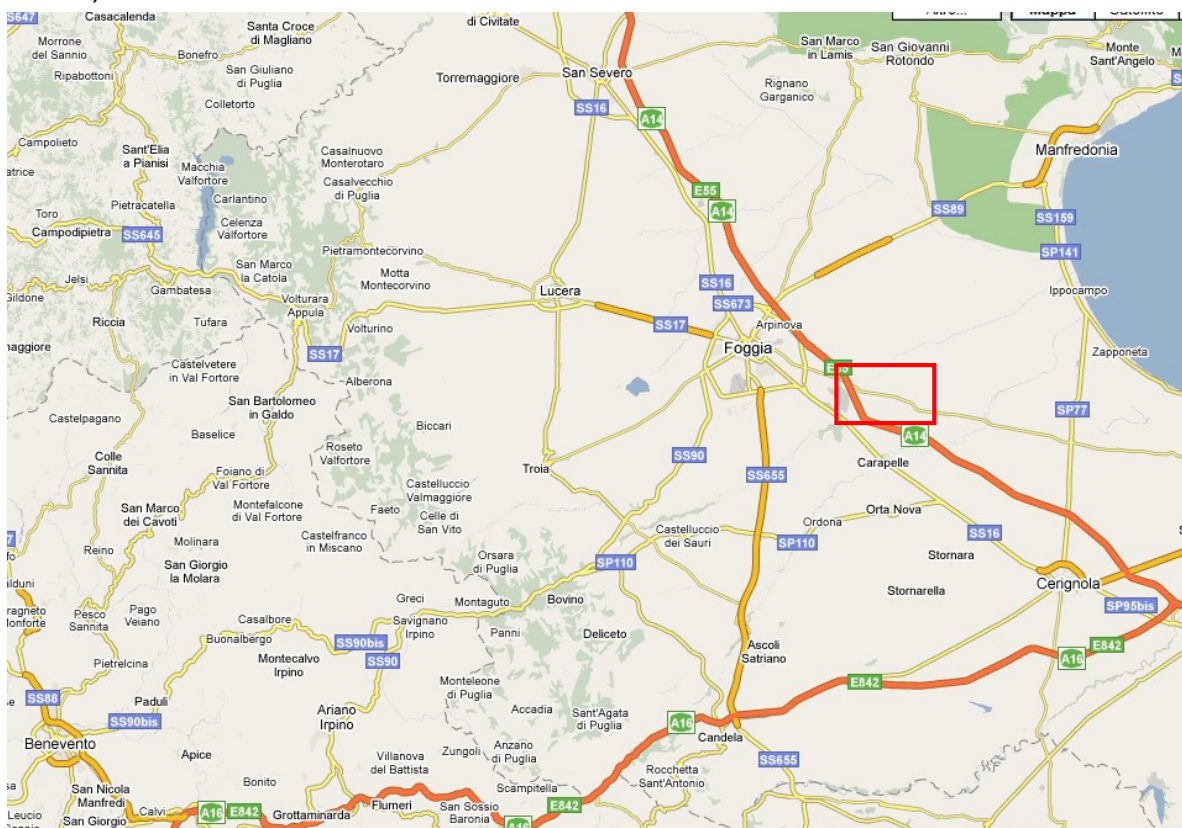 SS647
Casacalenda
Santa Croce
di Magliano
di Civitate
Mappa
Morrone
del Sannio
Bonefro
San Marco
in Lamis
San Giovanni
Rotondo
Monte
Sant'Angelo
Ripabottoni
San Giuliano
di Puglia
Torremaggiore
San Severo
Rignano
Garganico
Colletorto
SS16
A14
Campolieto
Sant'Elia
a Pianisi
Casalnuovo
Monterotaro
Manfredonia
Macchia
Valfortore
Casalvecchio
di Puglia
E55
Carlantino
Toro
Pietracatella
A14
SS89
SS159
Campodipietra
SS645
Celenza
Valfortore
Pietramontecorvino
SP141
San Marco
la Catola
Motta
Montecorvino
SS16
Jelsi
Gambatesa
Lucera
Ippocampo
Gildone
Volturara
Appula
SS673
Riccia
Tufara
Volturino
SS17
Arpinova
Foggia
Zapponeta
SS17
Castelvetere
in Val Fortore
E55
Alberona
San Bartolomeo
in Galdo
Castelpagano
Biccari
SP77
Baselice
A14
Roseto
Valfortore
Colle
Sannita
SS90
Carapelle
Foiano di
Val Fortore
Troia
SS655
Castelluccio
Valmaggiore
San Marco
dei Cavoti
Montefalcone
di Val Fortore
Faeto
Celle di
San Vito
Orta Nova
Ordona
Castelfranco
in Miscano
Castelluccio
dei Sauri
SS16
Molinara
SP110
Reino
Stornara
San Giorgio
la Molara
Orsara
di Puglia
SP110
Cerignola
Stornarella
Greci
Montaguto
Bovino
SP95bis
Pesco
Sannita
Pago
Veiano
Casalbore
Savignano
Irpino
Panni
Deliceto
Buonalbergo
SS90bis
Ascoli
Satriano
E842
Pietrelcina
Montecalvo
Irpino
SS90
A16
Monteleone
di Puglia
E842
SS88
Paduli
SS90bis
Ariano
Irpino
Accadia
Sant'Agata
di Puglia
A16
Candela
Benevento
Apice
Villanova
del Battista
Zungoli
Anzano
di Puglia
SS655
Rocchetta
Sant'Antonio
San Nicola
Manfredi
Bonito
Scampitella
Calvi
A16
E842
Grottaminarda
Flumeri
San Sossio
Baronia
E842
Leucio
San Giorgio
A16